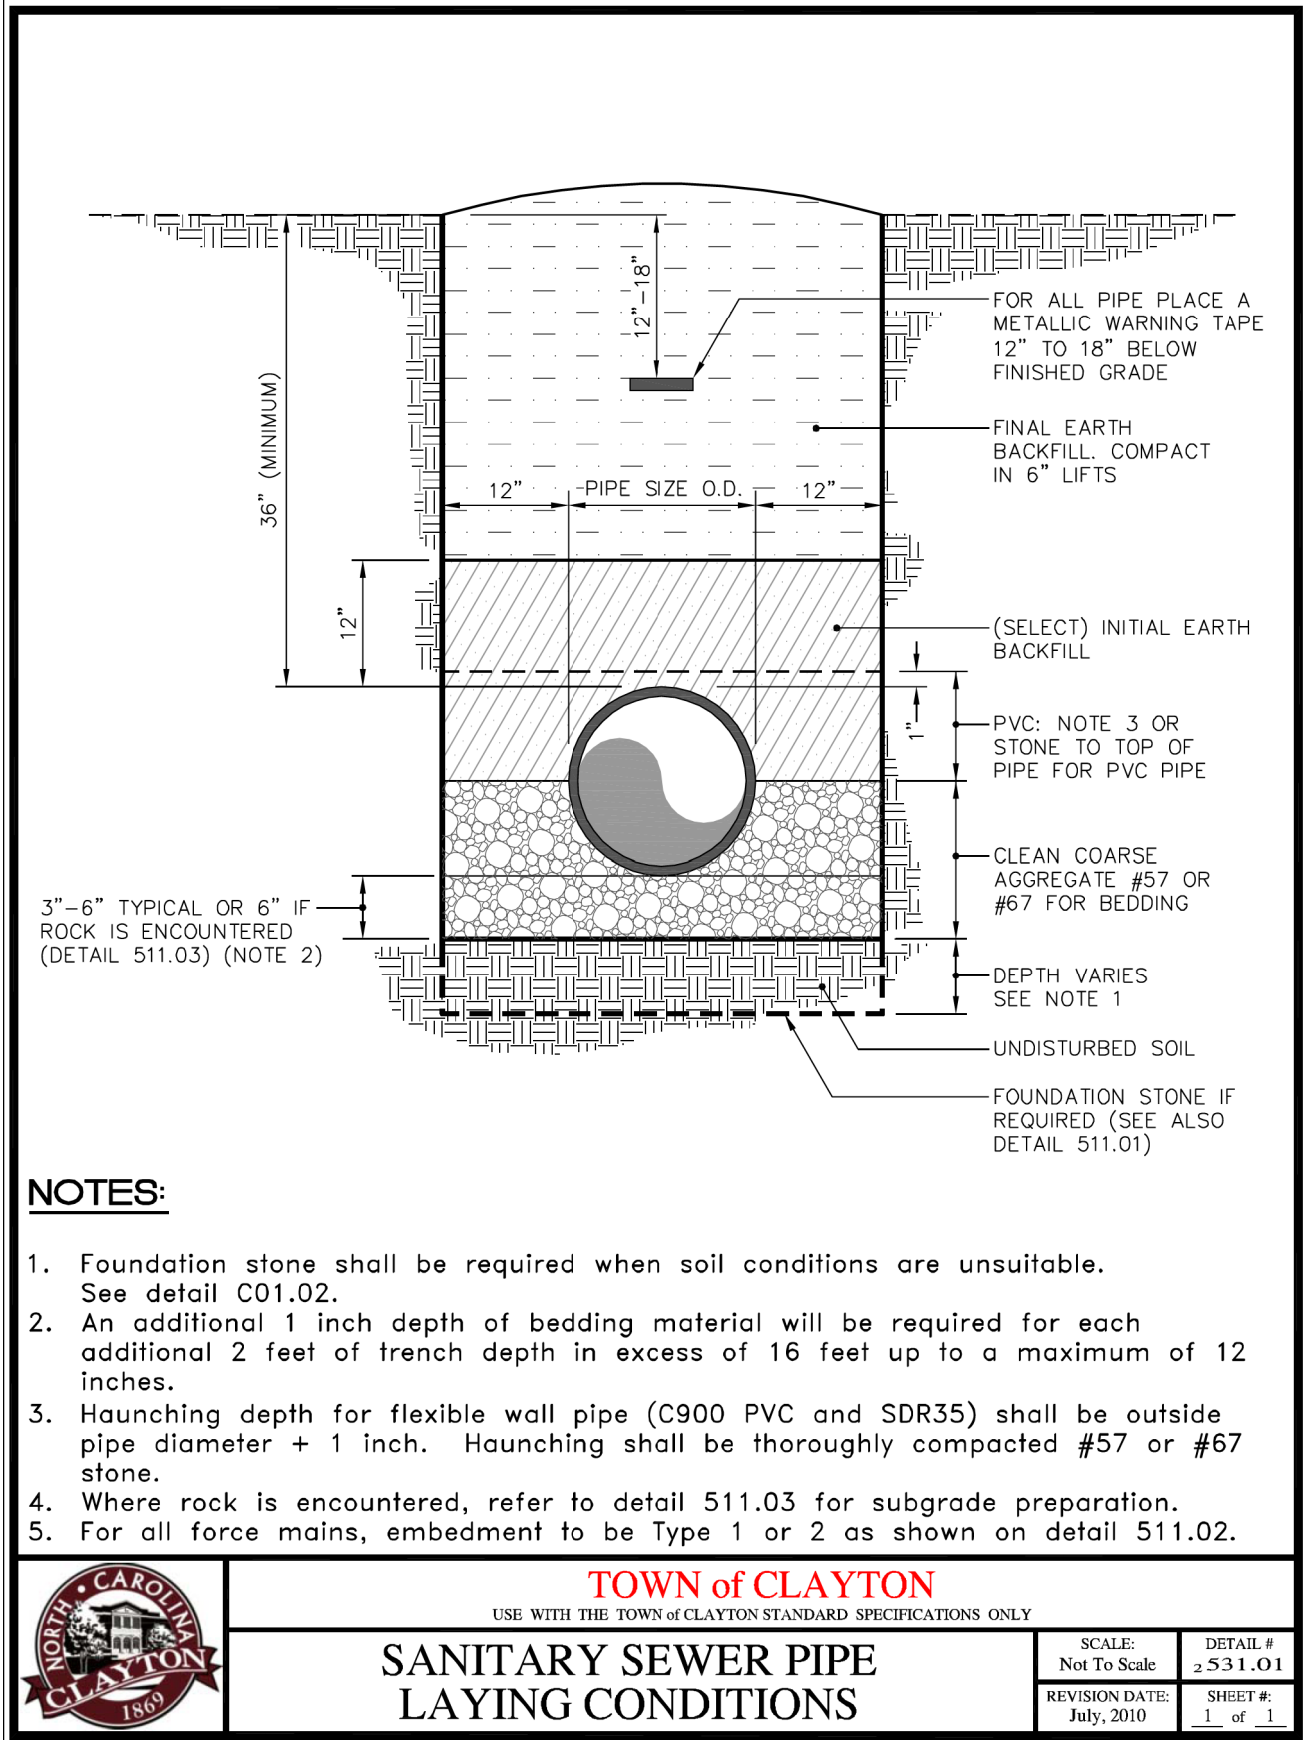 12"-18"
FOR ALL PIPE PLACE A
METALLIC WARNING TAPE
12" TO 18" BELOW
FINISHED GRADE
36" (MINIMUM)
FINAL EARTH
BACKFILL. COMPACT
IN 6" LIFTS
12" PIPE SIZE O.D. 12"
12"
(SELECT) INITIAL EARTH
BACKFILL
1"
PVC: NOTE 3 OR
STONE TO TOP OF
PIPE FOR PVC PIPE
CLEAN COARSE
AGGREGATE #57 OR
#67 FOR BEDDING
3"-6" TYPICAL OR 6" IF
ROCK IS ENCOUNTERED
(DETAIL 511.03) (NOTE 2)
DEPTH VARIES
SEE NOTE 1
UNDISTURBED SOIL
FOUNDATION STONE IF
REQUIRED (SEE ALSO
DETAIL 511.01)
NOTES:
1. Foundation stone shall be required when soil conditions are unsuitable.
See detail C01.02.
2. An additional 1 inch depth of bedding material will be required for each
additional 2 feet of trench depth in excess of 16 feet up to a maximum of 12
inches.
3. Haunching depth for flexible wall pipe (C900 PVC and SDR35) shall be outside
pipe diameter + 1 inch. Haunching shall be thoroughly compacted #57 or #67
stone.
4. Where rock is encountered, refer to detail 511.03 for subgrade preparation.
5. For all force mains, embedment to be Type 1 or 2 as shown on detail 511.02.
NORTH • CAROLINA
CLAYTON
1869
TOWN of CLAYTON
USE WITH THE TOWN of CLAYTON STANDARD SPECIFICATIONS ONLY
SANITARY SEWER PIPE
LAYING CONDITIONS
SCALE:
Not To Scale
DETAIL #
2 531.01
REVISION DATE:
July, 2010
SHEET #:
1 of 1